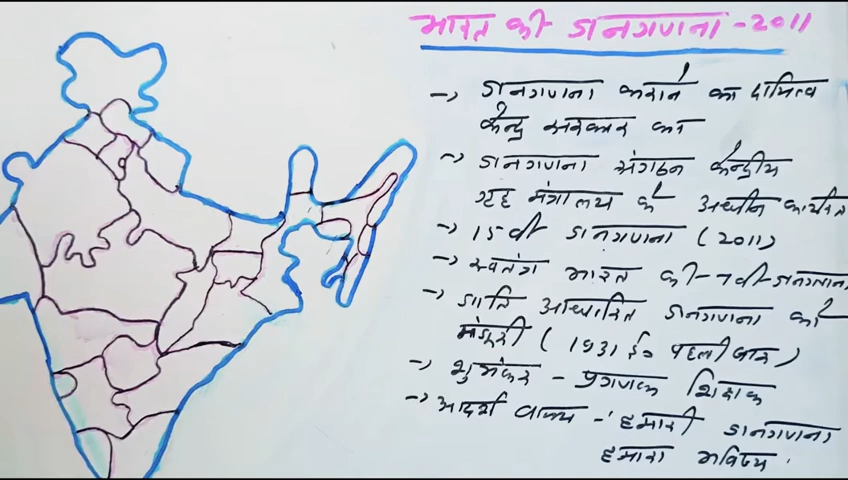 भारत की जनगणना - 2011
→ जनगणना कराने का दायित्व
केन्द्र सरकार का
→ जनगणना संगठन केन्द्रीय
गृह मंत्रालय के अधीन कार्यरत
→ 15वी जनगणना (2011)
→ स्वतंत्र भारत की - 7वी जनगणना
→ जाति आधारित जनगणना को
मंजूरी (1931 ई० पहली बार)
→ शुभंकर - प्रगणक शिक्षक
→ आदर्श वाक्य - 'हमारी जनगणना
हमारा भविष्य